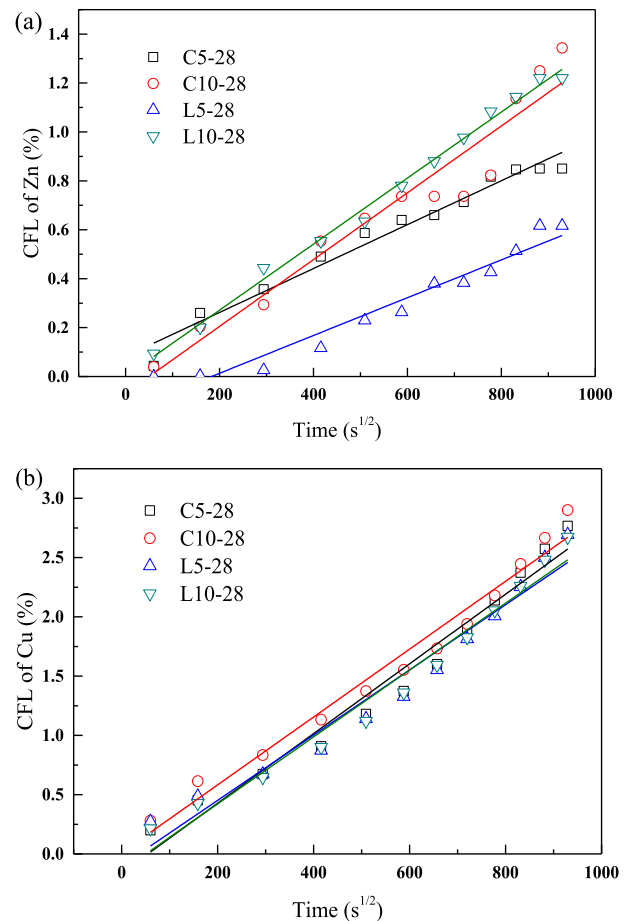 (a)
C5-28
C10-28
L5-28
L10-28
CFL of Zn (%)
1.4
1.2
1.0
0.8
0.6
0.4
0.2
0.0
0 200 400 600 800 1000
Time (s^1/2)
(b)
C5-28
C10-28
L5-28
L10-28
CFL of Cu (%)
3.0
2.5
2.0
1.5
1.0
0.5
0.0
0 200 400 600 800 1000
Time (s^1/2)